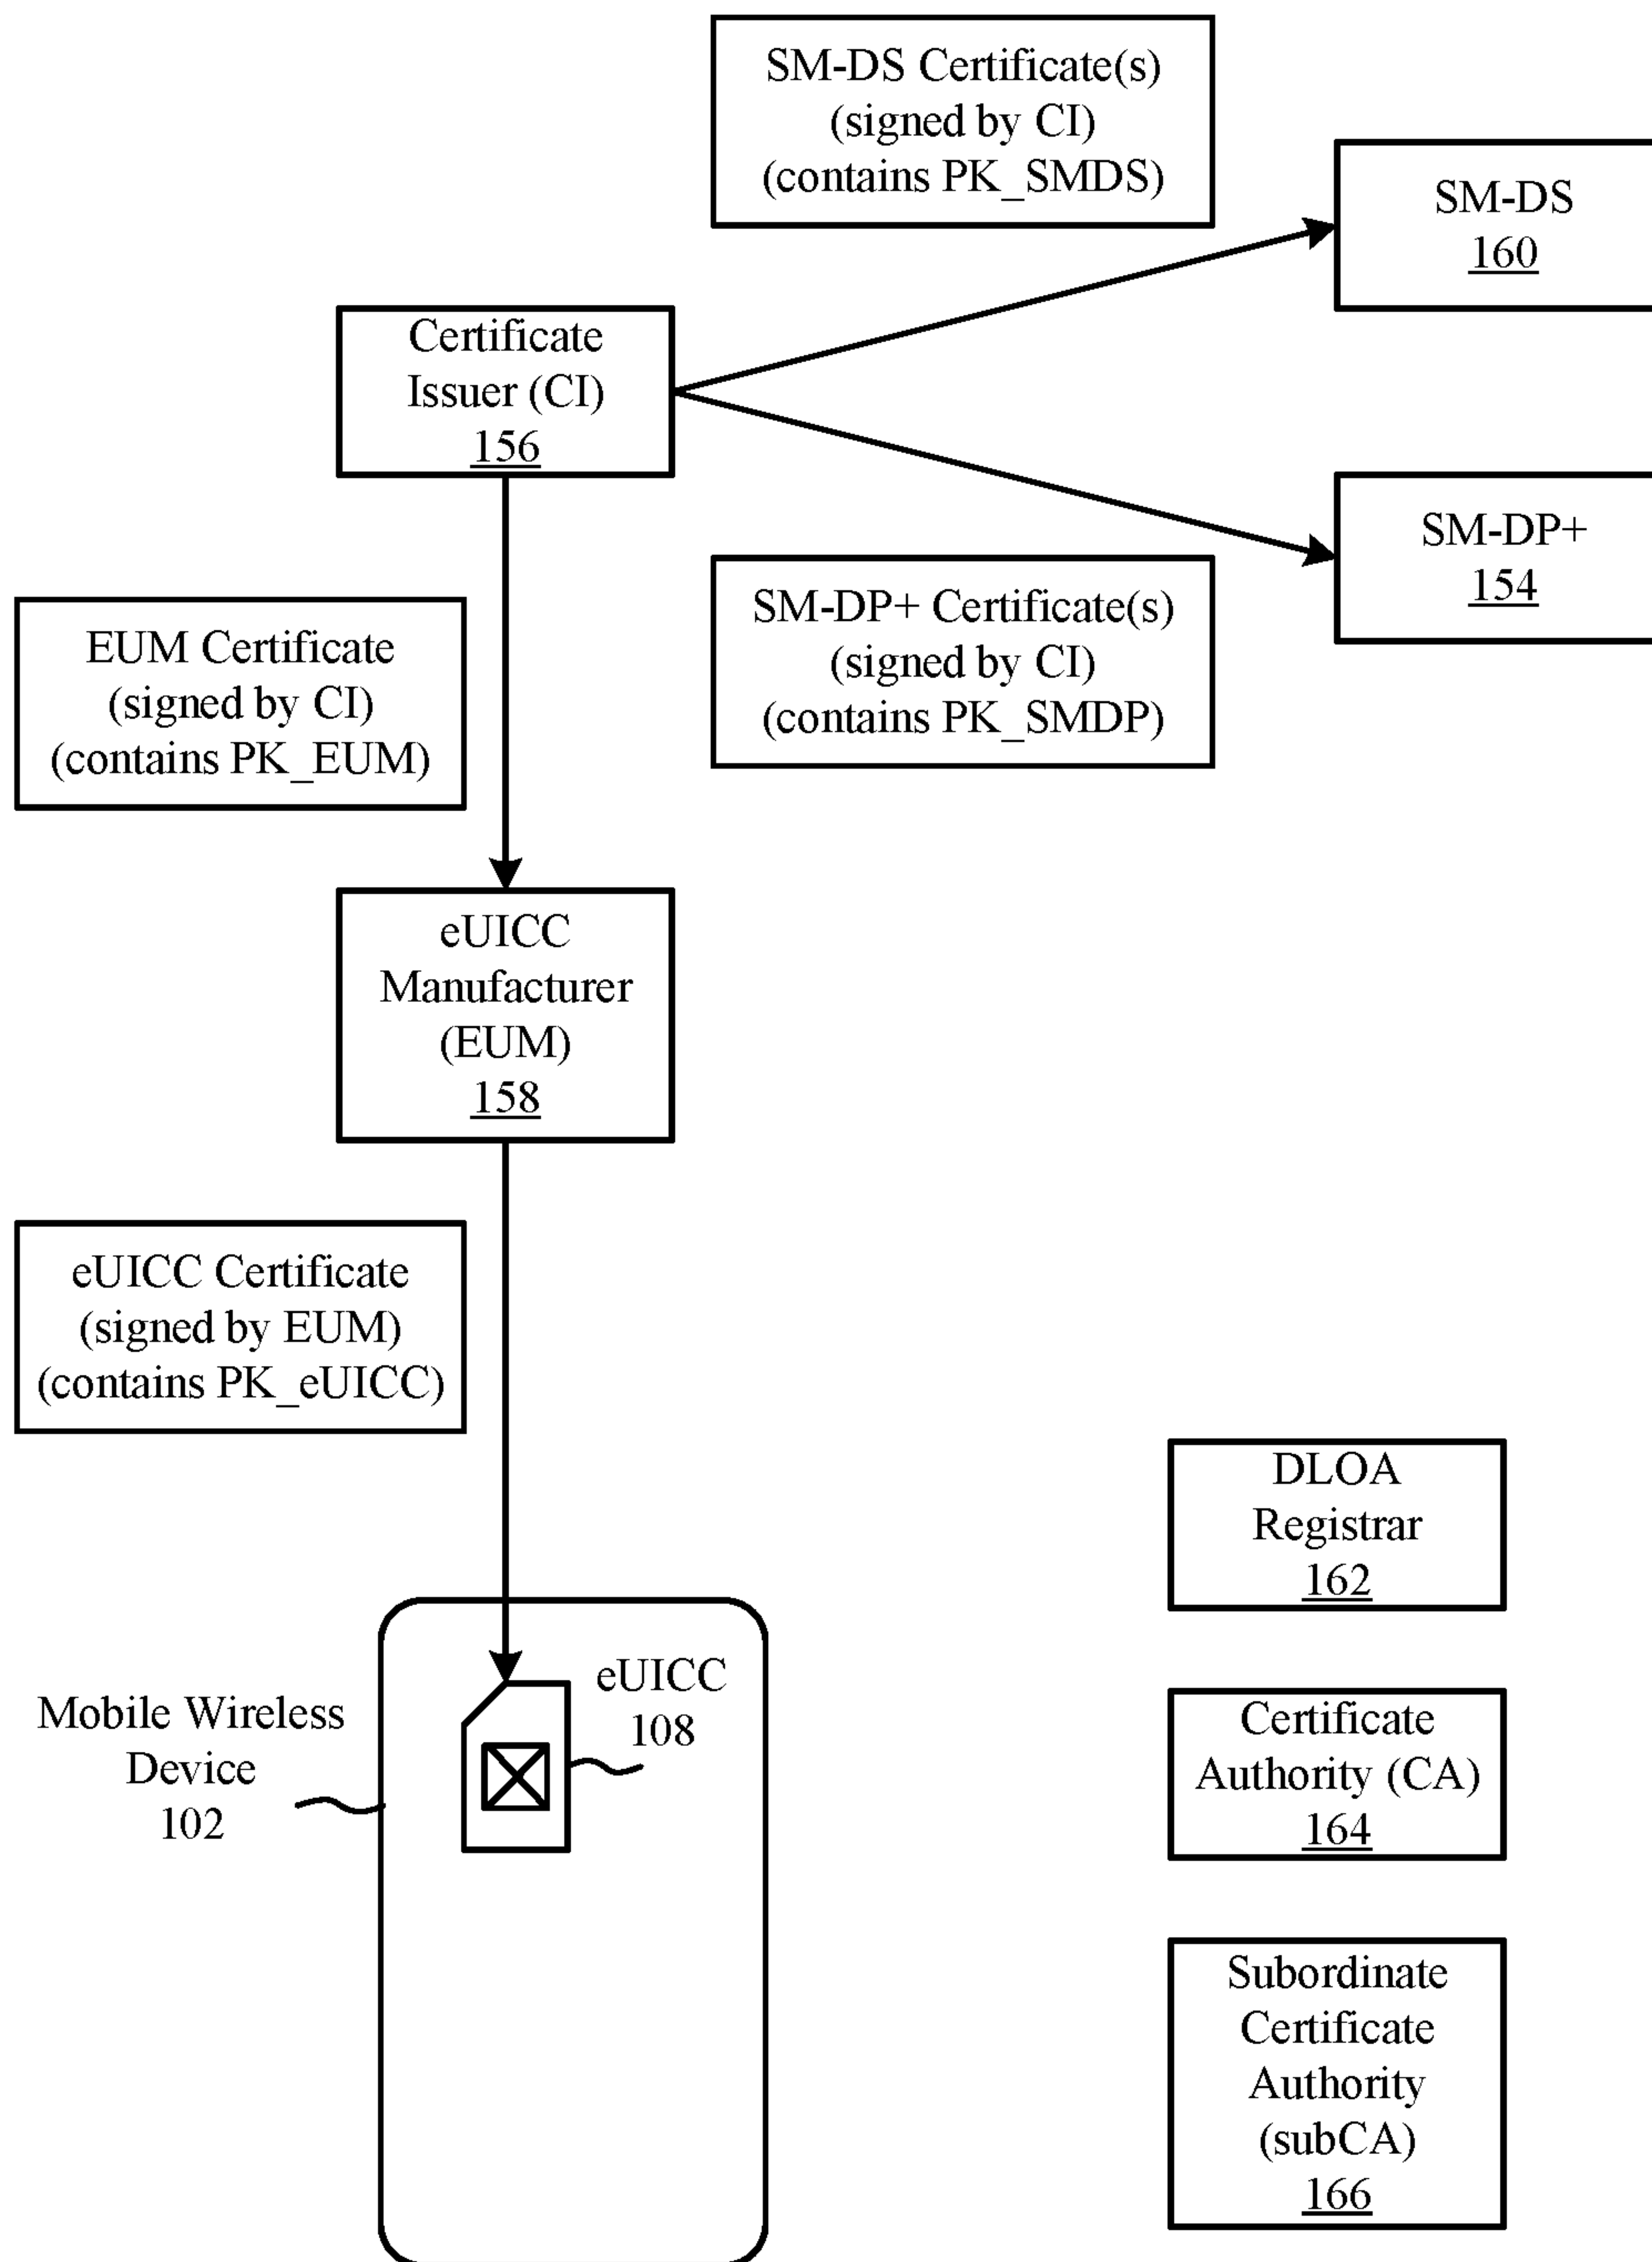 SM-DS Certificate(s)
(signed by CI)
(contains PK_SMDS)
SM-DS
160
Certificate
Issuer (CI)
156
SM-DP+
154
SM-DP+ Certificate(s)
(signed by CI)
(contains PK_SMDP)
EUM Certificate
(signed by CI)
(contains PK_EUM)
eUICC
Manufacturer
(EUM)
158
eUICC Certificate
(signed by EUM)
(contains PK_eUICC)
DLOA
Registrar
162
eUICC
108
Mobile Wireless
Device
102
Certificate
Authority (CA)
164
Subordinate
Certificate
Authority
(subCA)
166